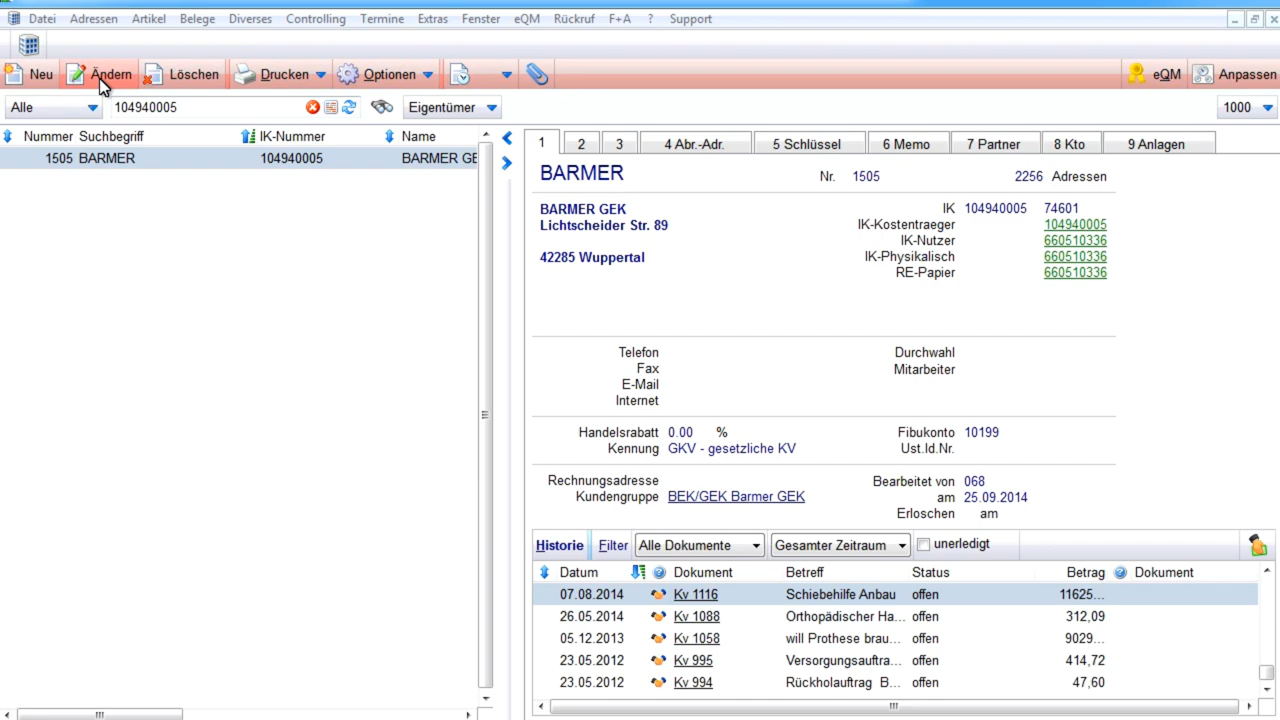 Datei Adressen Artikel Belege Diverses Controlling Termine Extras Fenster eQM Rückruf F+A ? Support
Neu Ändern Löschen Drucken Optionen eQM Anpassen
Alle 104940005 Eigentümer 1000
Nummer Suchbegriff IK-Nummer Name
1505 BARMER 104940005 BARMER GE
1 2 3 4 Abr.-Adr. 5 Schlüssel 6 Memo 7 Partner 8 Kto 9 Anlagen
BARMER Nr. 1505 2256 Adressen
BARMER GEK IK 104940005 74601
Lichtscheider Str. 89 IK-Kostentraeger 104940005
IK-Nutzer 660510336
42285 Wuppertal IK-Physikalisch 660510336
RE-Papier 660510336
Telefon Durchwahl
Fax Mitarbeiter
E-Mail
Internet
Handelsrabatt 0.00 % Fibukonto 10199
Kennung GKV - gesetzliche KV Ust.Id.Nr.
Rechnungsadresse Bearbeitet von 068
Kundengruppe BEK/GEK Barmer GEK am 25.09.2014
Erloschen am
Historie Filter Alle Dokumente Gesamter Zeitraum unerledigt
Datum Dokument Betreff Status Betrag Dokument
07.08.2014 Kv 1116 Schiebehilfe Anbau offen 11625...
26.05.2014 Kv 1088 Orthopädischer Ha... offen 312,09
05.12.2013 Kv 1058 will Prothese brau... offen 9029...
23.05.2012 Kv 995 Versorgungsauftra... offen 414,72
23.05.2012 Kv 994 Rückholauftrag B... offen 47,60